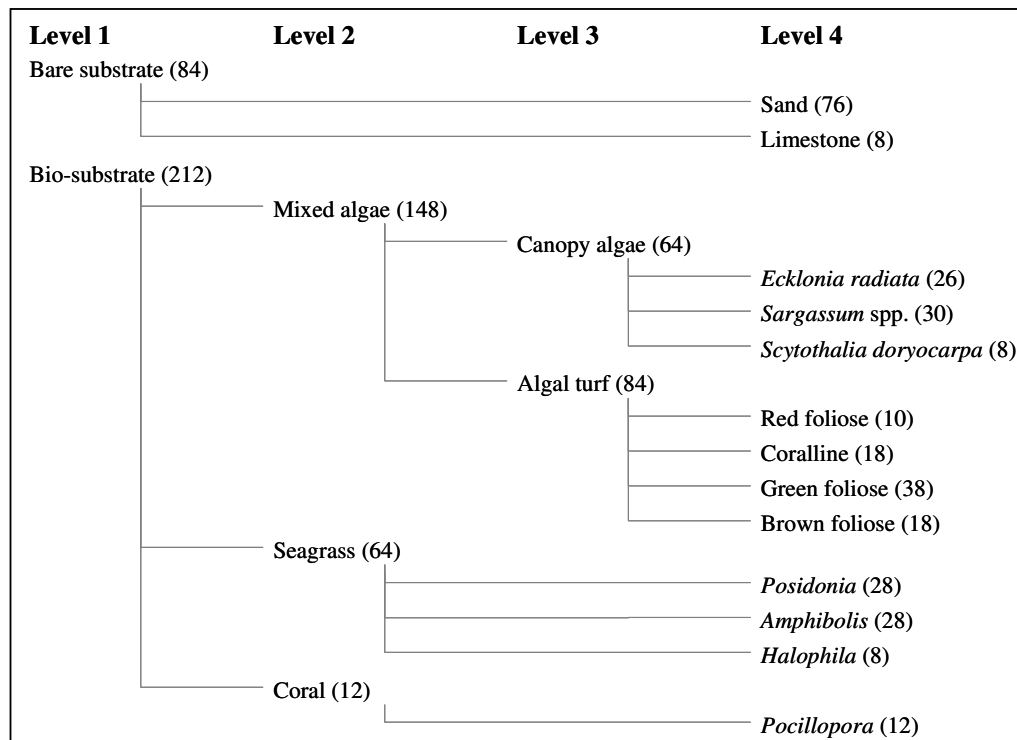 Level 1 Level 2 Level 3 Level 4
Bare substrate (84)
Sand (76)
Limestone (8)
Bio-substrate (212)
Mixed algae (148)
Canopy algae (64)
Ecklonia radiata (26)
Sargassum spp. (30)
Scytothalia doryocarpa (8)
Algal turf (84)
Red foliose (10)
Coralline (18)
Green foliose (38)
Brown foliose (18)
Seagrass (64)
Posidonia (28)
Amphibolis (28)
Halophila (8)
Coral (12)
Pocillopora (12)